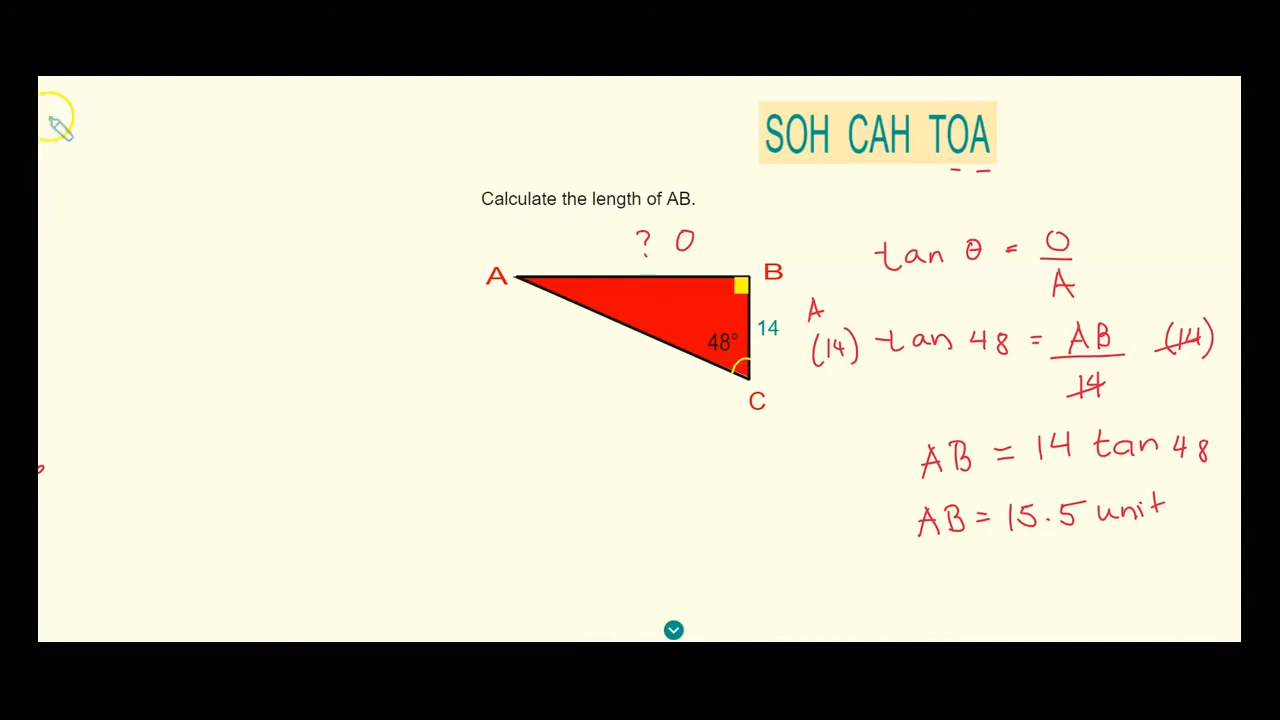 SOH CAH TOA
Calculate the length of AB.
? O
A
B
14
48°
C
tan θ = O/A
A
(14) tan 48 = AB/14 (14)
AB = 14 tan 48
AB = 15.5 unit